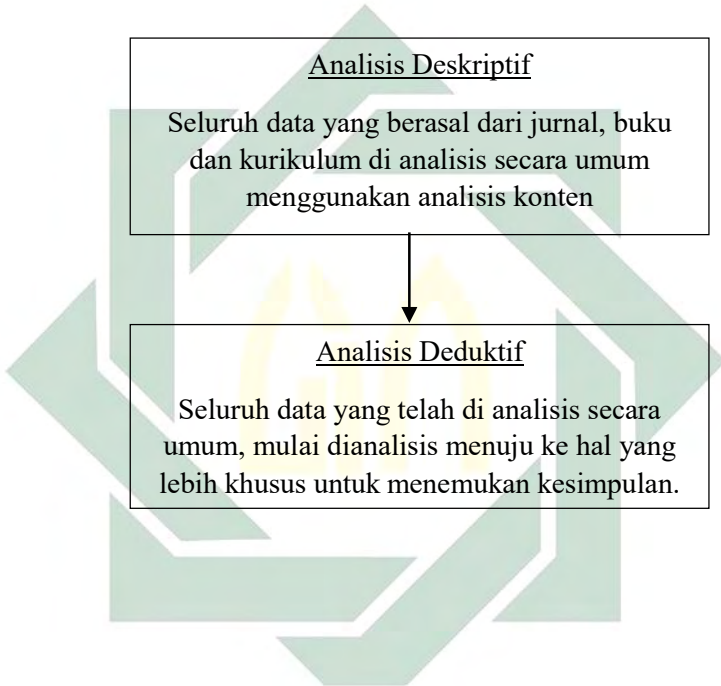 Analisis Deskriptif
Seluruh data yang berasal dari jurnal, buku
dan kurikulum di analisis secara umum
menggunakan analisis konten
Analisis Deduktif
Seluruh data yang telah di analisis secara
umum, mulai dianalisis menuju ke hal yang
lebih khusus untuk menemukan kesimpulan.